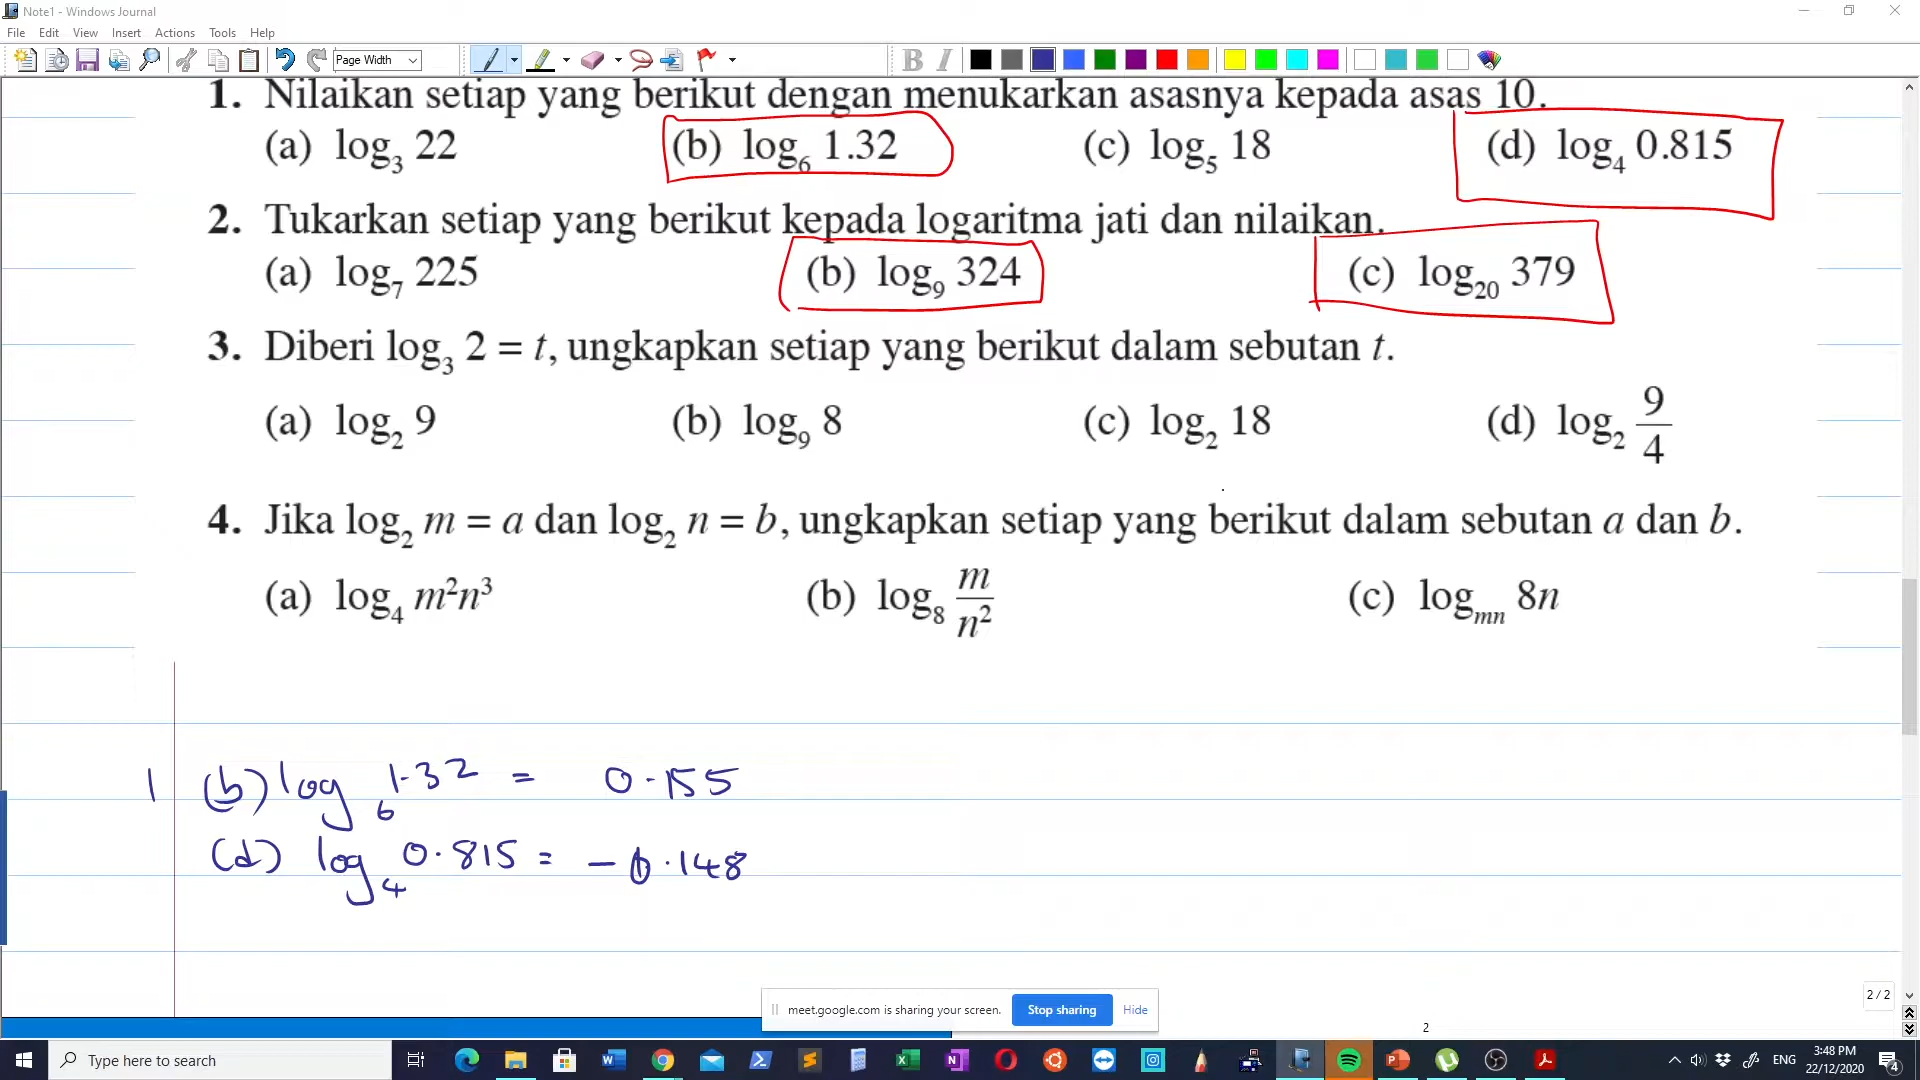 Note1 - Windows Journal
File Edit View Insert Actions Tools Help
Page Width
1. Nilaikan setiap yang berikut dengan menukarkan asasnya kepada asas 10.
(a) log₃ 22 (b) log₆ 1.32 (c) log₅ 18 (d) log₄ 0.815
2. Tukarkan setiap yang berikut kepada logaritma jati dan nilaikan.
(a) log₇ 225 (b) log₉ 324 (c) log₂₀ 379
3. Diberi log₃ 2 = t, ungkapkan setiap yang berikut dalam sebutan t.
(a) log₂ 9 (b) log₉ 8 (c) log₂ 18 (d) log₂ 9/4
4. Jika log₂ m = a dan log₂ n = b, ungkapkan setiap yang berikut dalam sebutan a dan b.
(a) log₄ m²n³ (b) log₈ m/n² (c) logₘₙ 8n
1 (b) log₆ 1.32 = 0.155
(d) log₄ 0.815 = -0.148
2 / 2
meet.google.com is sharing your screen. Stop sharing Hide
2
Type here to search
ENG
3:48 PM
22/12/2020
4